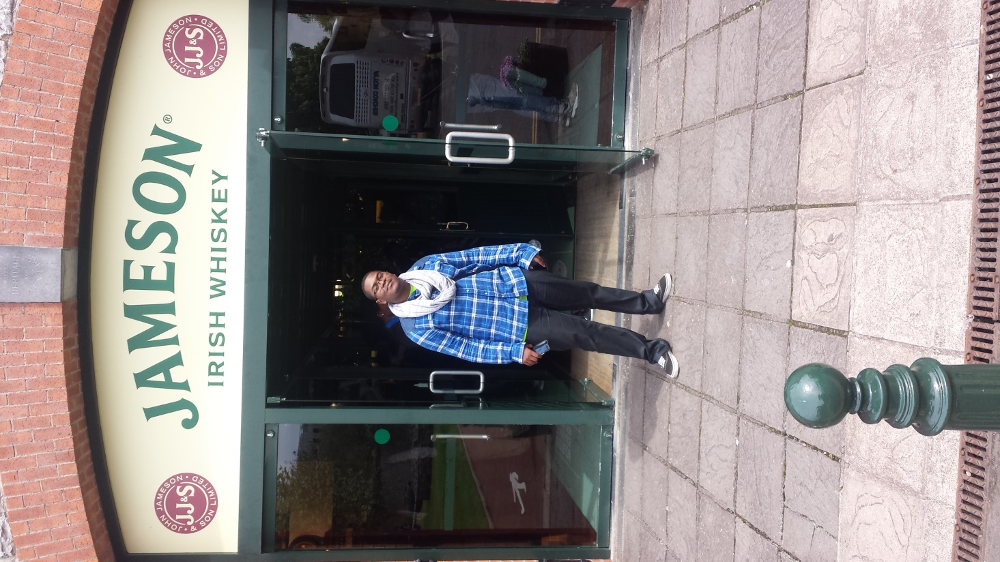 JAMESON®
IRISH WHISKEY
JOHN JAMESON
JJ&S
& SON LIMITED
JOHN JAMESON
JJ&S
& SON LIMITED